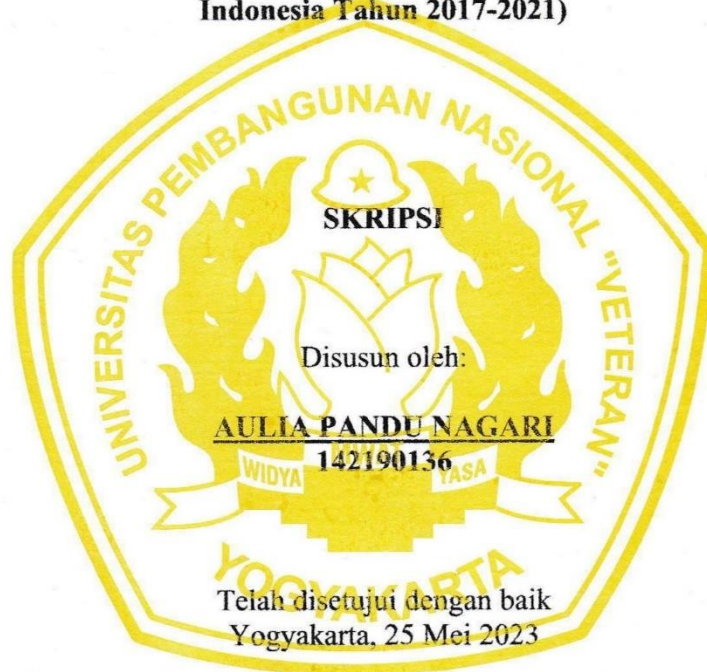 Indonesia Tahun 2017-2021)
UNIVERSITAS PEMBANGUNAN NASIONAL "VETERAN"
SKRIPSI
Disusun oleh:
AULIA PANDU NAGARI
142190136
WIDYA
YASA
YOGYAKARTA
Telah disetujui dengan baik
Yogyakarta, 25 Mei 2023